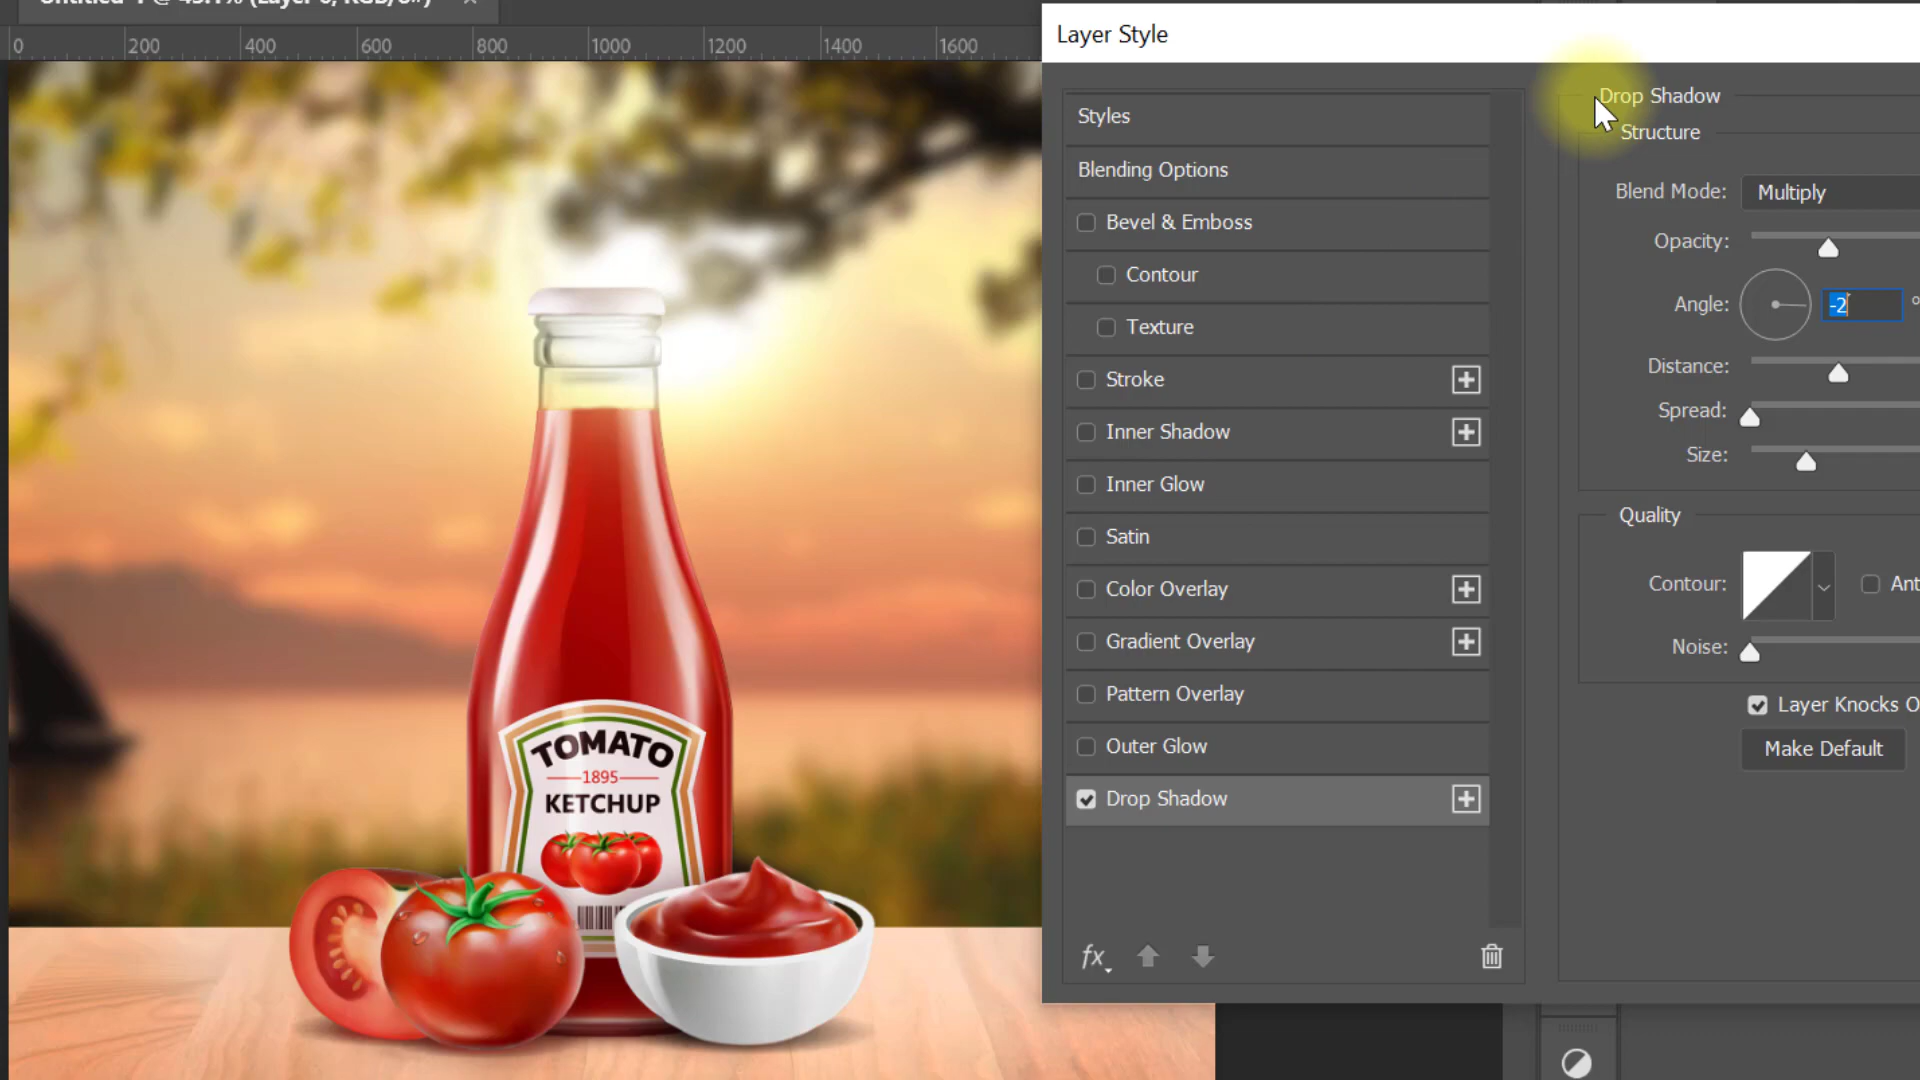 0 200 400 600 800 1000 1200 1400 1600
Layer Style
Styles
Blending Options
Bevel & Emboss
Contour
Texture
Stroke
Inner Shadow
Inner Glow
Satin
Color Overlay
Gradient Overlay
Pattern Overlay
Outer Glow
Drop Shadow
fx
Drop Shadow
Structure
Blend Mode: Multiply
Opacity:
Angle: -2 °
Distance:
Spread:
Size:
Quality
Contour: Ant
Noise:
Layer Knocks O
Make Default
TOMATO
1895
KETCHUP